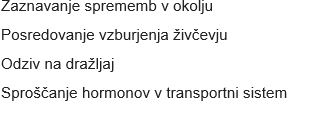 Zaznavanje sprememb v okolju
Posredovanje vzburjenja živčevju
Odziv na dražljaj
Sproščanje hormonov v transportni sistem